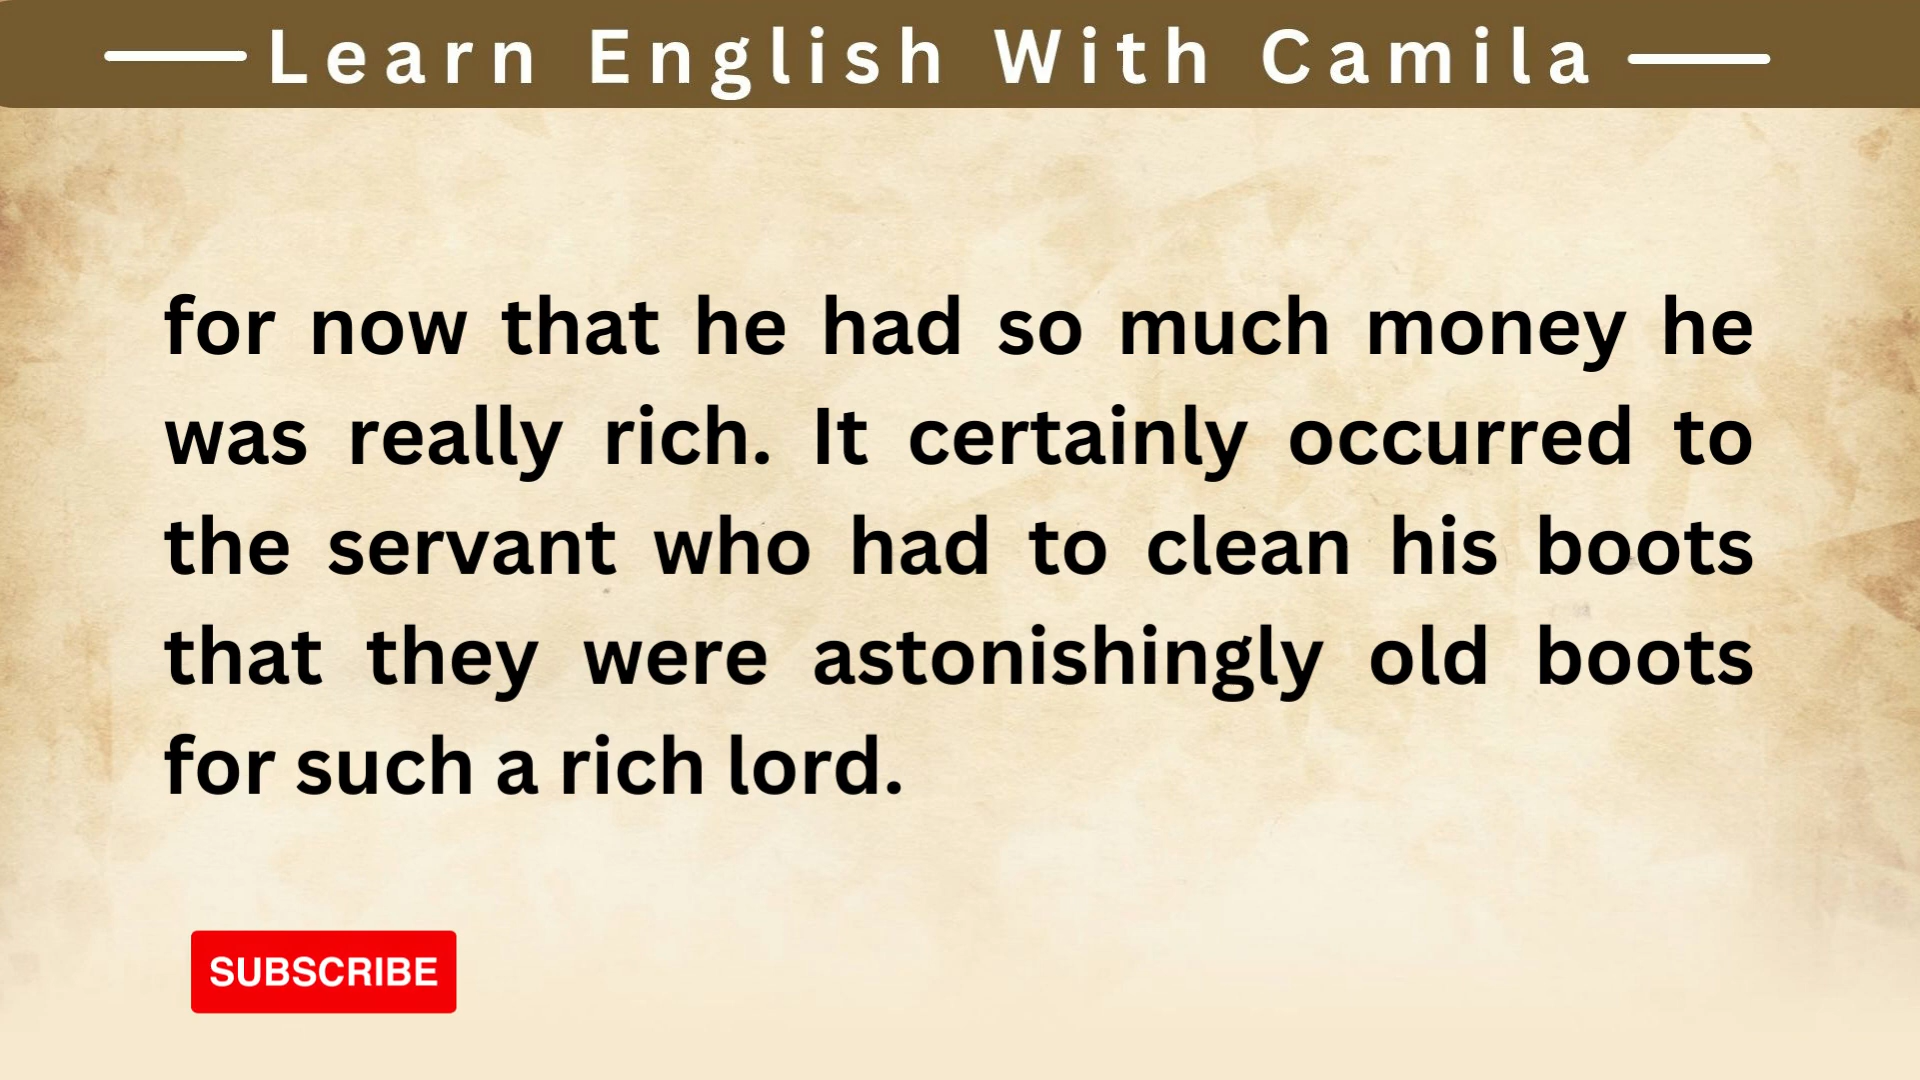 Learn English With Camila
for now that he had so much money he
was really rich. It certainly occurred to
the servant who had to clean his boots
that they were astonishingly old boots
for such a rich lord.
SUBSCRIBE